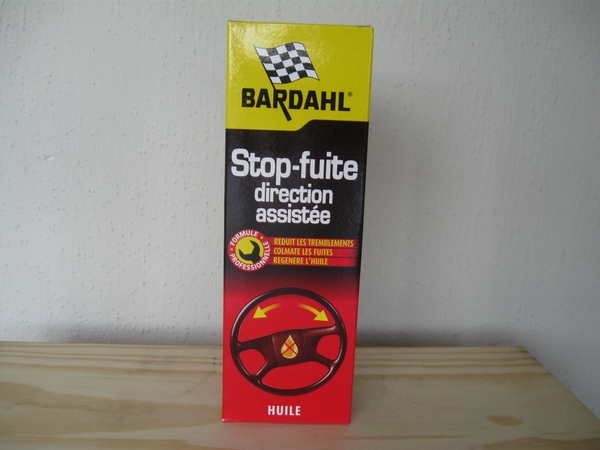 BARDAHL®
Stop-fuite
direction
assistée
FORMULE PROFESSIONNELLE
REDUIT LES TREMBLEMENTS
COLMATE LES FUITES
REGENERE L'HUILE
HUILE